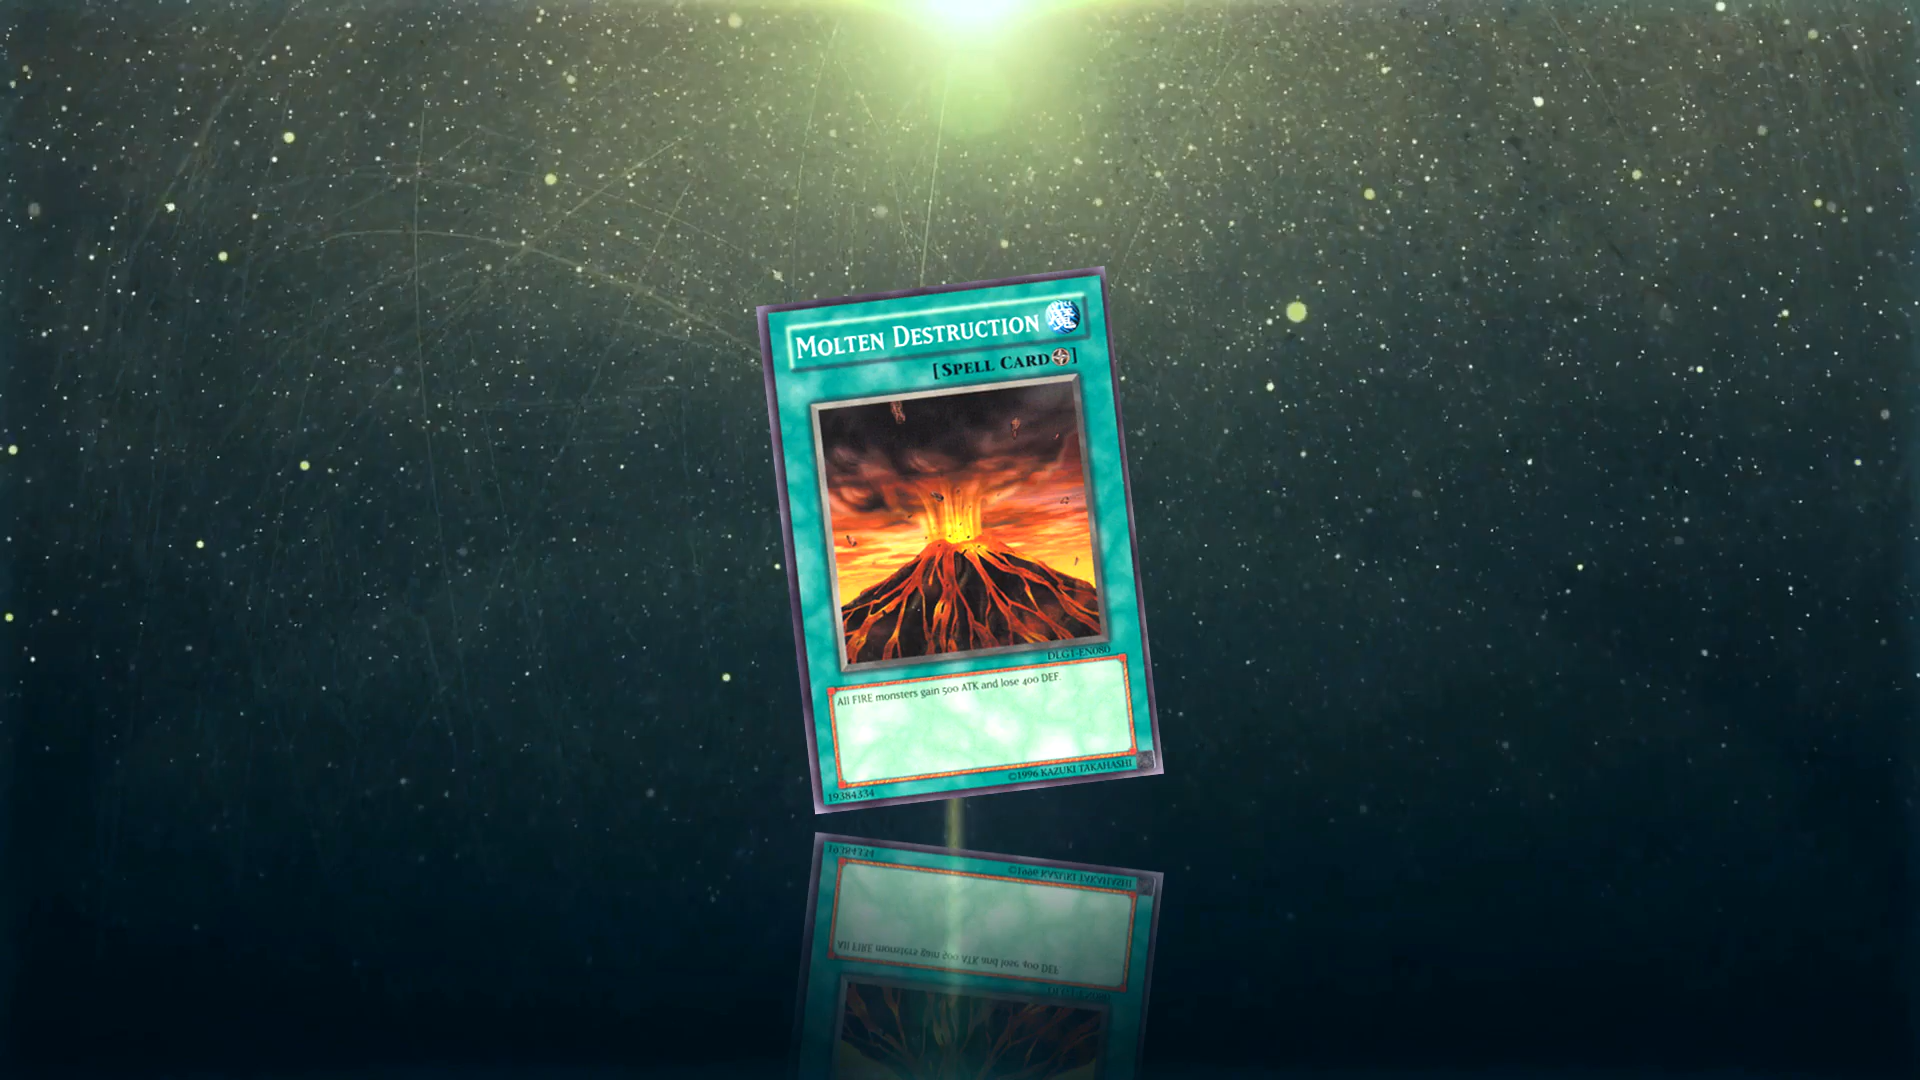 MOLTEN DESTRUCTION
[SPELL CARD]
DLG1-EN080
All FIRE monsters gain 500 ATK and lose 400 DEF.
©1996 KAZUKI TAKAHASHI
19384334